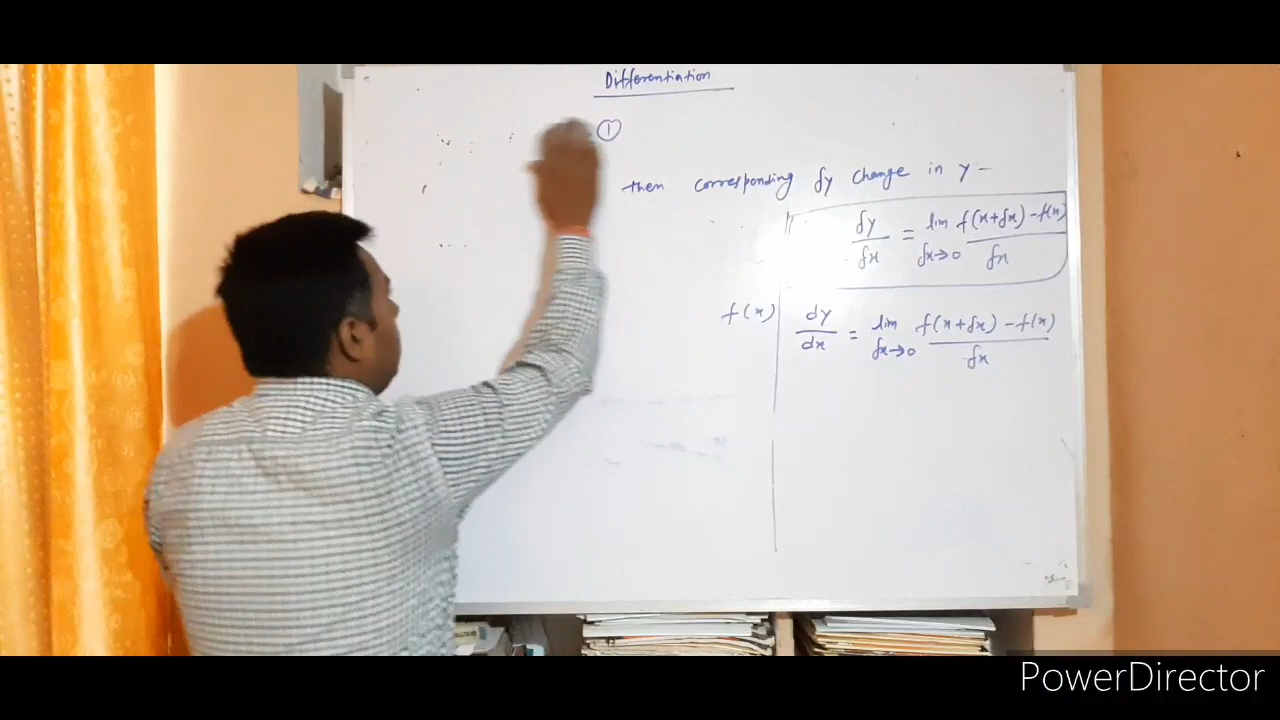 Differentiation
①
then corresponding δy change in y –
δy/δx = lim δx→0 f(x+δx) – f(x) / δx
f(x) dy/dx = lim δx→0 f(x+δx) – f(x) / δx
PowerDirector